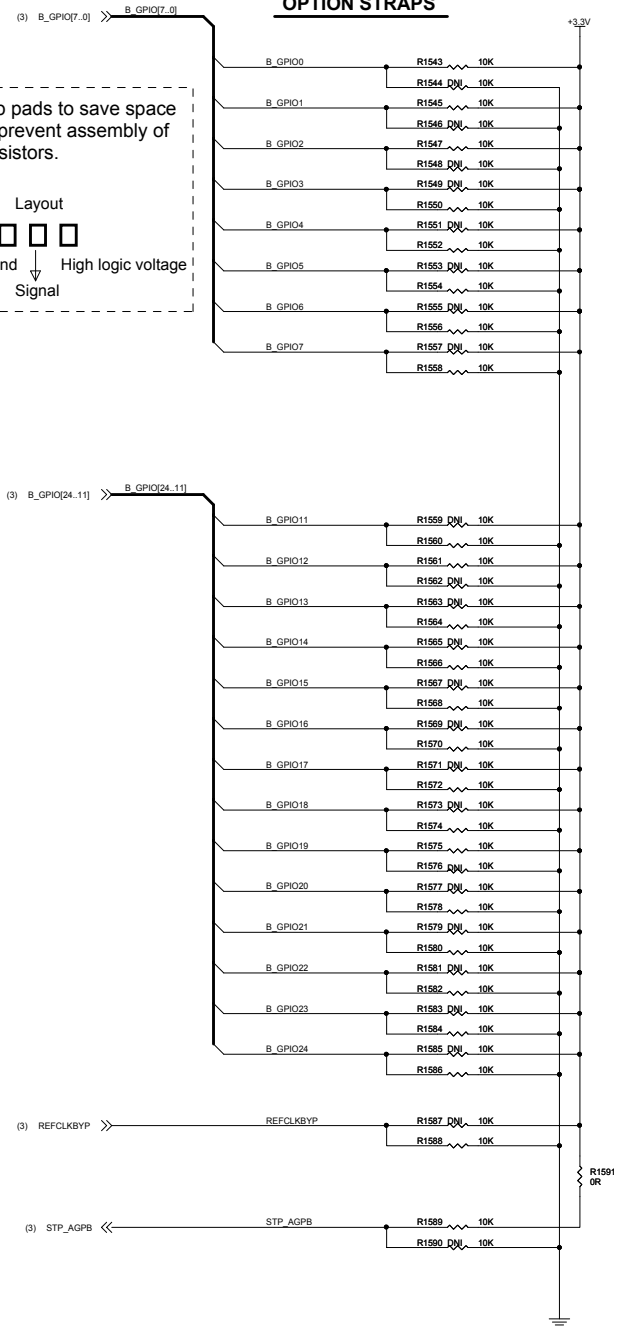 OPTION STRAPS
(3) B_GPIO[7..0] B_GPIO[7..0]
+3.3V
B_GPIO0 R1543 10K
R1544 DNI 10K
B_GPIO1 R1545 10K
R1546 DNI 10K
B_GPIO2 R1547 10K
R1548 DNI 10K
B_GPIO3 R1549 DNI 10K
R1550 10K
B_GPIO4 R1551 DNI 10K
R1552 10K
B_GPIO5 R1553 DNI 10K
R1554 10K
B_GPIO6 R1555 DNI 10K
R1556 10K
B_GPIO7 R1557 DNI 10K
R1558 10K
pads to save space
prevent assembly of
Layout
High logic voltage
Signal
(3) B_GPIO[24..11] B_GPIO[24..11]
B_GPIO11 R1559 DNI 10K
R1560 10K
B_GPIO12 R1561 10K
R1562 DNI 10K
B_GPIO13 R1563 DNI 10K
R1564 10K
B_GPIO14 R1565 DNI 10K
R1566 10K
B_GPIO15 R1567 DNI 10K
R1568 10K
B_GPIO16 R1569 DNI 10K
R1570 10K
B_GPIO17 R1571 DNI 10K
R1572 10K
B_GPIO18 R1573 DNI 10K
R1574 10K
B_GPIO19 R1575 10K
R1576 DNI 10K
B_GPIO20 R1577 DNI 10K
R1578 10K
B_GPIO21 R1579 DNI 10K
R1580 10K
B_GPIO22 R1581 DNI 10K
R1582 10K
B_GPIO23 R1583 DNI 10K
R1584 10K
B_GPIO24 R1585 DNI 10K
R1586 10K
(3) REFCLKBYP REFCLKBYP R1587 DNI 10K
R1588 10K
R1591
0R
(3) STP_AGPB STP_AGPB R1589 10K
R1590 DNI 10K